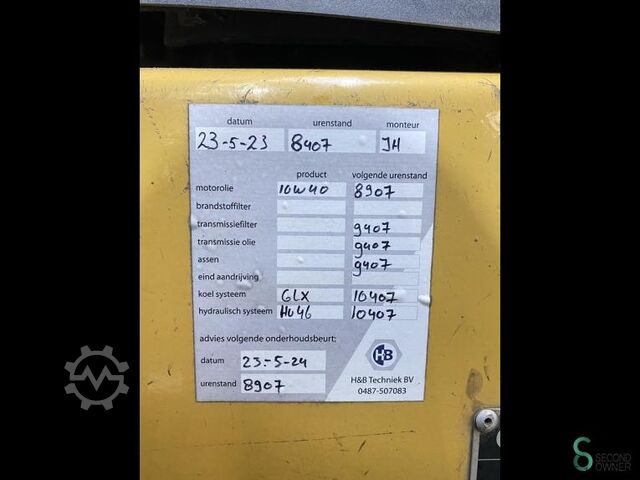 datum urenstand monteur
23-5-23 8407 JH
product volgende urenstand
motorolie 10W40 8907
brandstoffilter
transmissiefilter 9407
transmissie olie 9407
assen 9407
eind aandrijving
koel systeem GLX 10407
hydraulisch systeem HV46 10407
advies volgende onderhoudsbeurt:
datum 23-5-24
urenstand 8907
HB
H&B Techniek BV
0487-507083
SECOND
OWNER